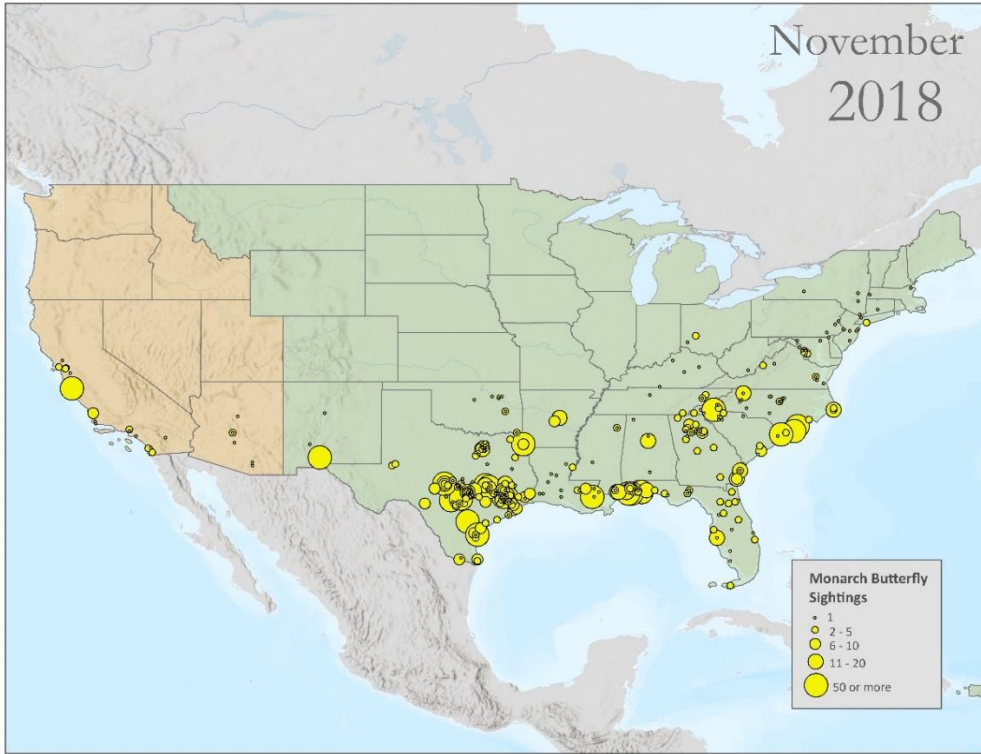 November
2018
Monarch Butterfly
Sightings
1
2 - 5
6 - 10
11 - 20
50 or more